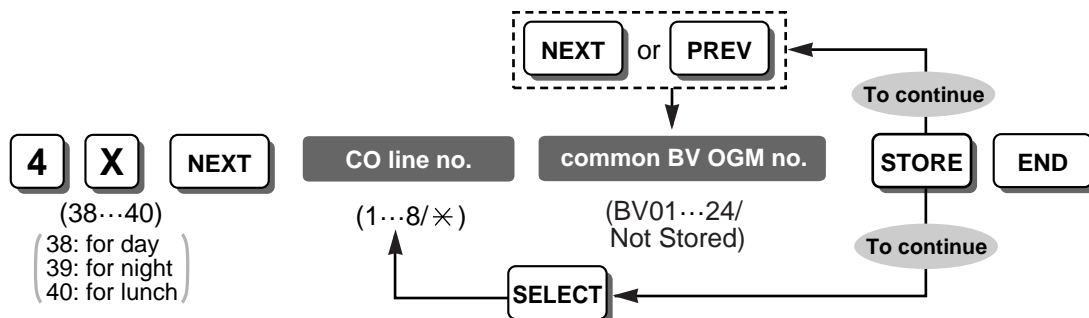 NEXT or PREV
To continue
4 X NEXT CO line no. common BV OGM no. STORE END
(38···40) (1···8/✳) (BV01···24/
Not Stored)
38: for day
39: for night
40: for lunch
To continue
SELECT